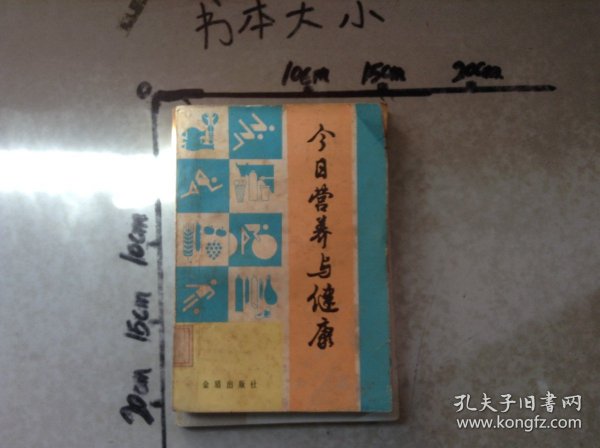 书本大小
0
10cm 15cm 20cm
今日营养与健康
10cm
15cm
20cm
金盾出版社
孔夫子旧书网
www.kongfz.com